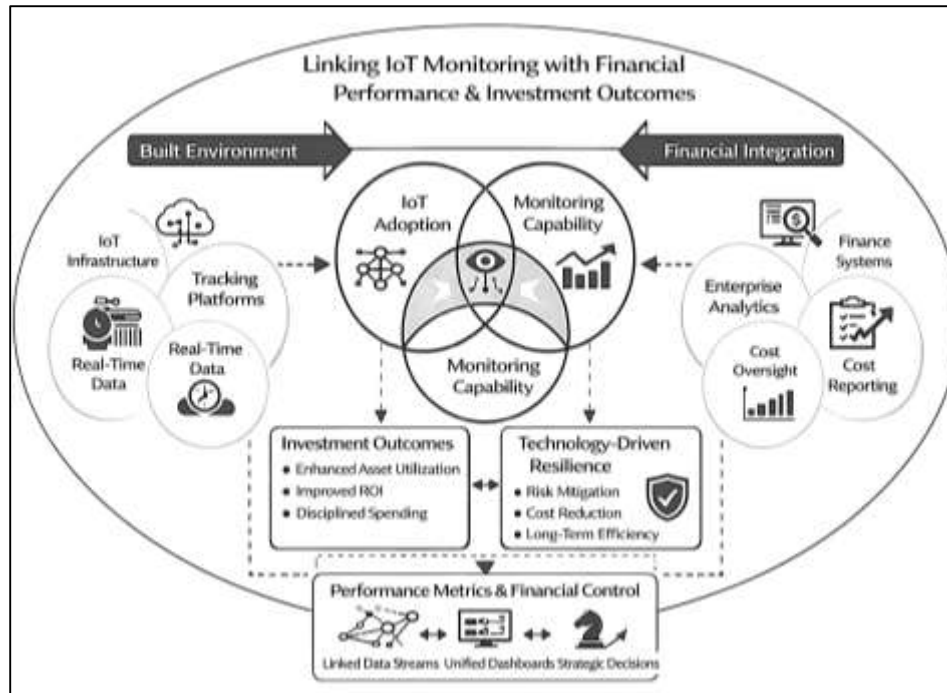 Linking IoT Monitoring with Financial
Performance & Investment Outcomes
Built Environment
Financial Integration
IoT
Adoption
Monitoring
Capability
Monitoring
Capability
IoT
Infrastructure
Tracking
Platforms
Real-Time
Data
Real-Time
Data
Finance
Systems
Enterprise
Analytics
Cost
Oversight
Cost
Reporting
Investment Outcomes
● Enhanced Asset Utilization
● Improved ROI
● Disciplined Spending
Technology-Driven
Resilience
● Risk Mitigation
● Cost Reduction
● Long-Term Efficiency
Performance Metrics & Financial Control
Linked Data Streams Unified Dashboards Strategic Decisions